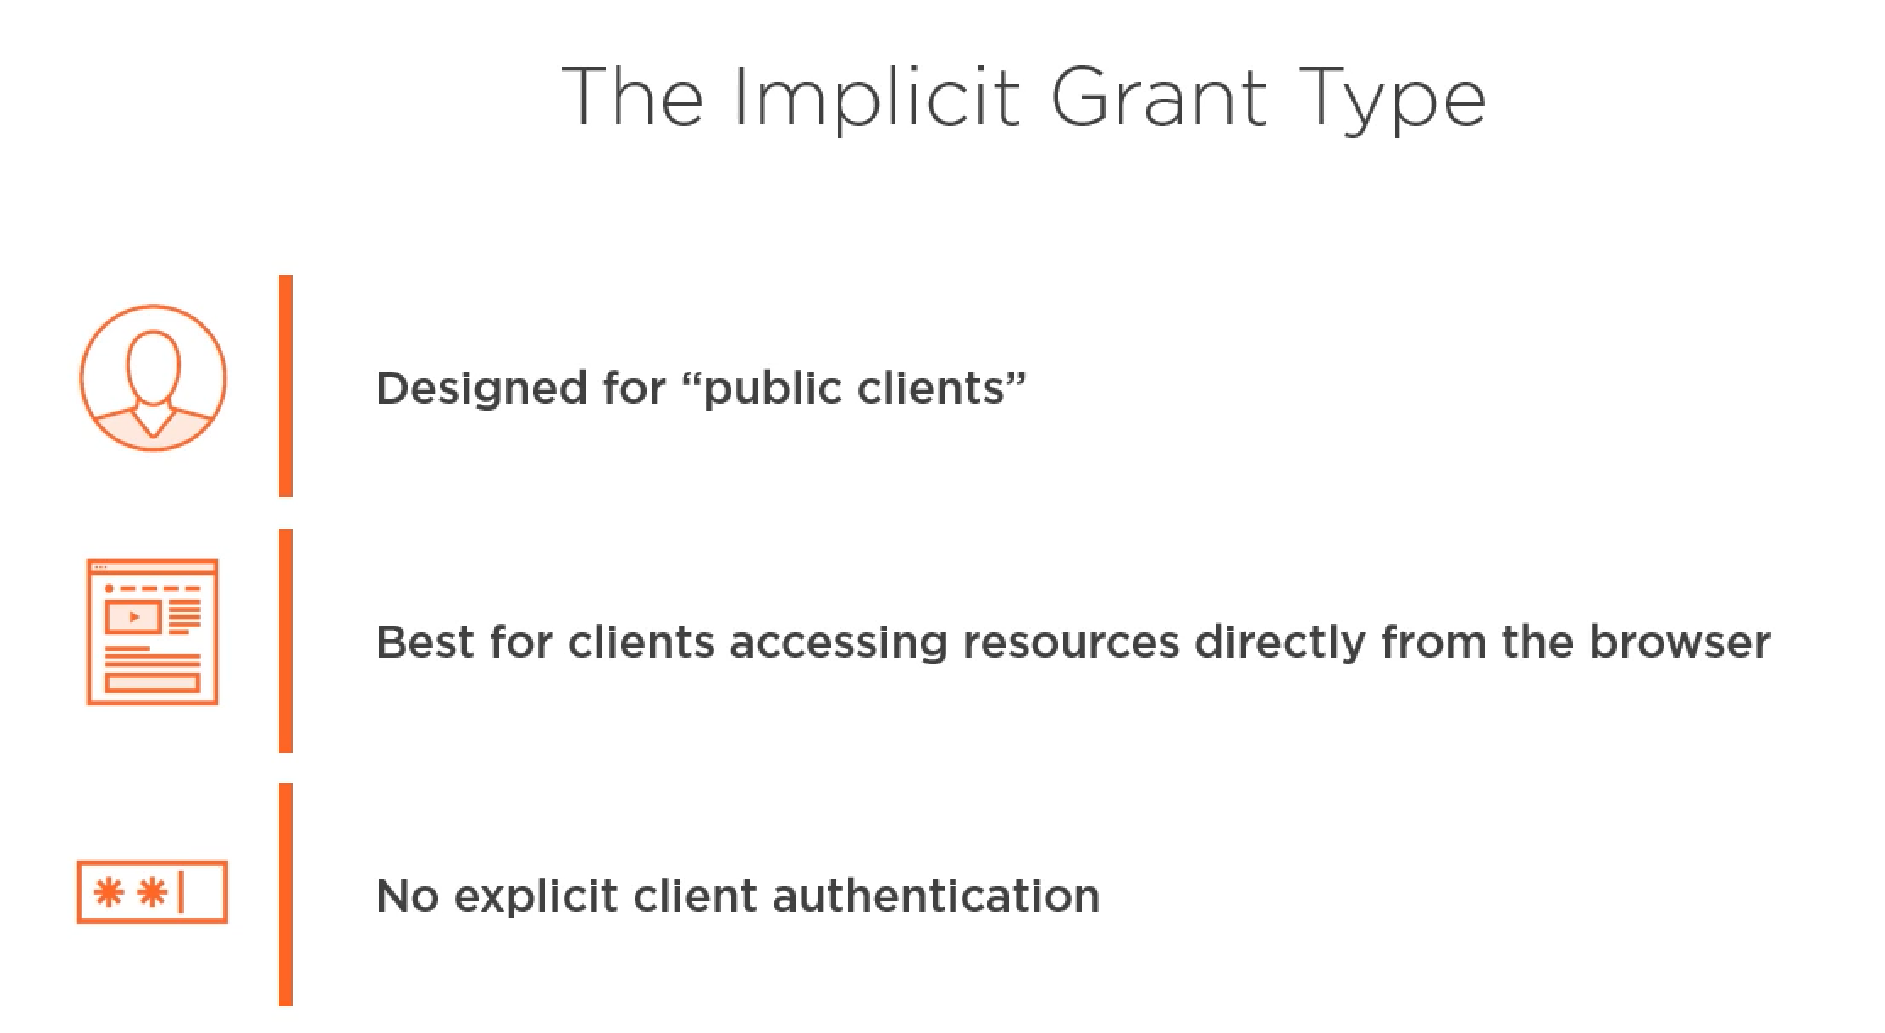 The Implicit Grant Type
Designed for “public clients”
Best for clients accessing resources directly from the browser
No explicit client authentication